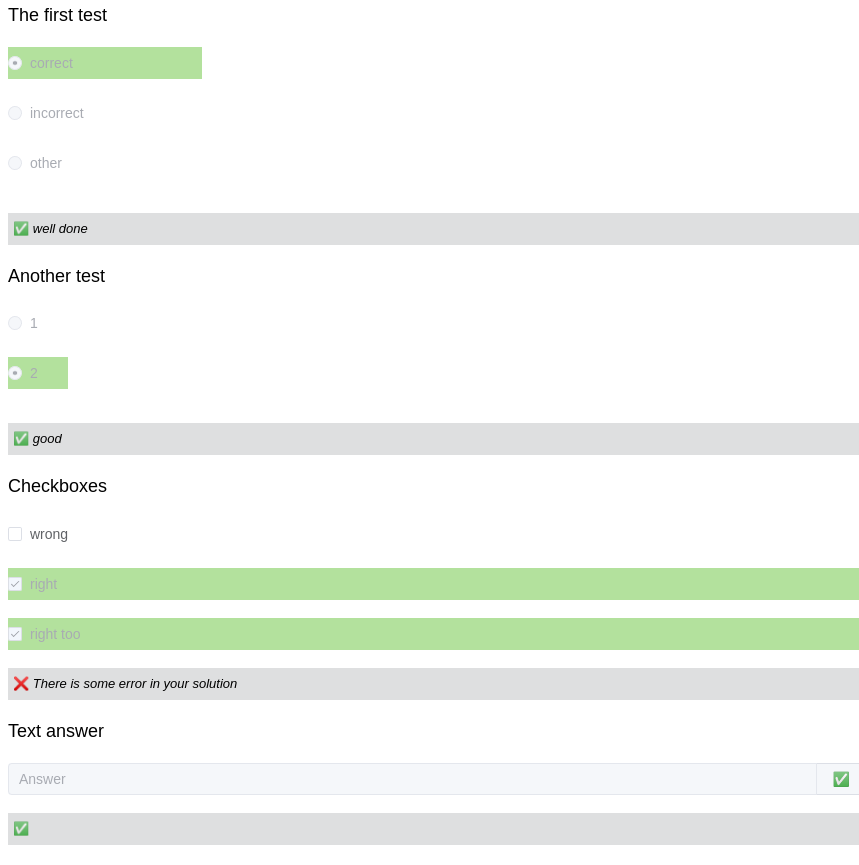 The first test
correct
incorrect
other
✅ well done
Another test
1
2
✅ good
Checkboxes
wrong
right
right too
❌ There is some error in your solution
Text answer
Answer ✅
✅